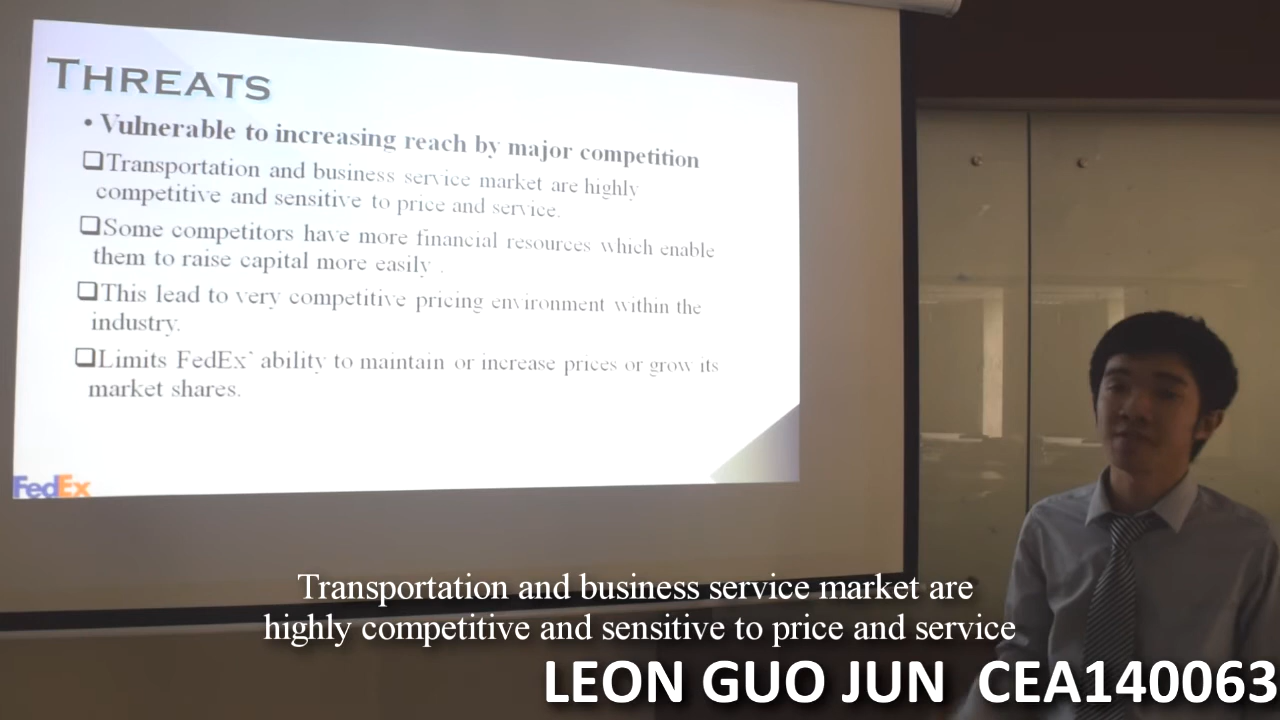 THREATS
• Vulnerable to increasing reach by major competition
❑Transportation and business service market are highly
competitive and sensitive to price and service.
❑Some competitors have more financial resources which enable
them to raise capital more easily .
❑This lead to very competitive pricing environment within the
industry.
❑Limits FedEx' ability to maintain or increase prices or grow its
market shares.
FedEx
Transportation and business service market are
highly competitive and sensitive to price and service
LEON GUO JUN CEA140063